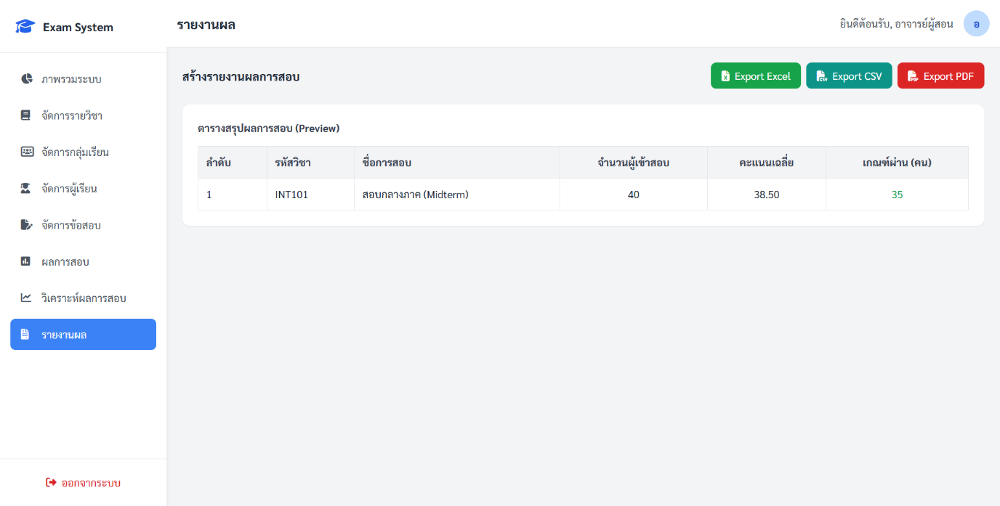 Exam System
รายงานผล
ยินดีต้อนรับ, อาจารย์ผู้สอน
อ
ภาพรวมระบบ
จัดการรายวิชา
จัดการกลุ่มเรียน
จัดการผู้เรียน
จัดการข้อสอบ
ผลการสอบ
วิเคราะห์ผลการสอบ
รายงานผล
ออกจากระบบ
สร้างรายงานผลการสอบ
Export Excel
Export CSV
Export PDF
ตารางสรุปผลการสอบ (Preview)
ลำดับ รหัสวิชา ชื่อการสอบ จำนวนผู้เข้าสอบ คะแนนเฉลี่ย เกณฑ์ผ่าน (คน)
1 INT101 สอบกลางภาค (Midterm) 40 38.50 35